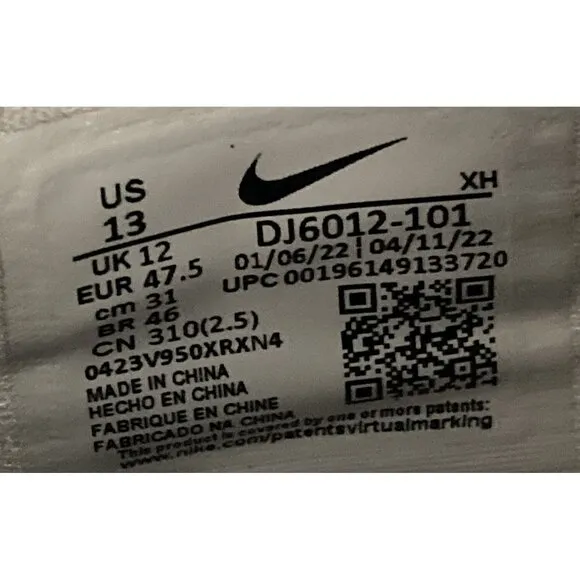 US
13
XH
UK 12
DJ6012-101
EUR 47.5
01/06/22 | 04/11/22
cm 31
UPC 00196149133720
BR 46
CN 310(2.5)
0423V950XRXN4
MADE IN CHINA
HECHO EN CHINA
FABRIQUE EN CHINE
FABRICADO NA CHINA
This product is covered by one or more patents:
www.nike.com/patentsvirtualmarking